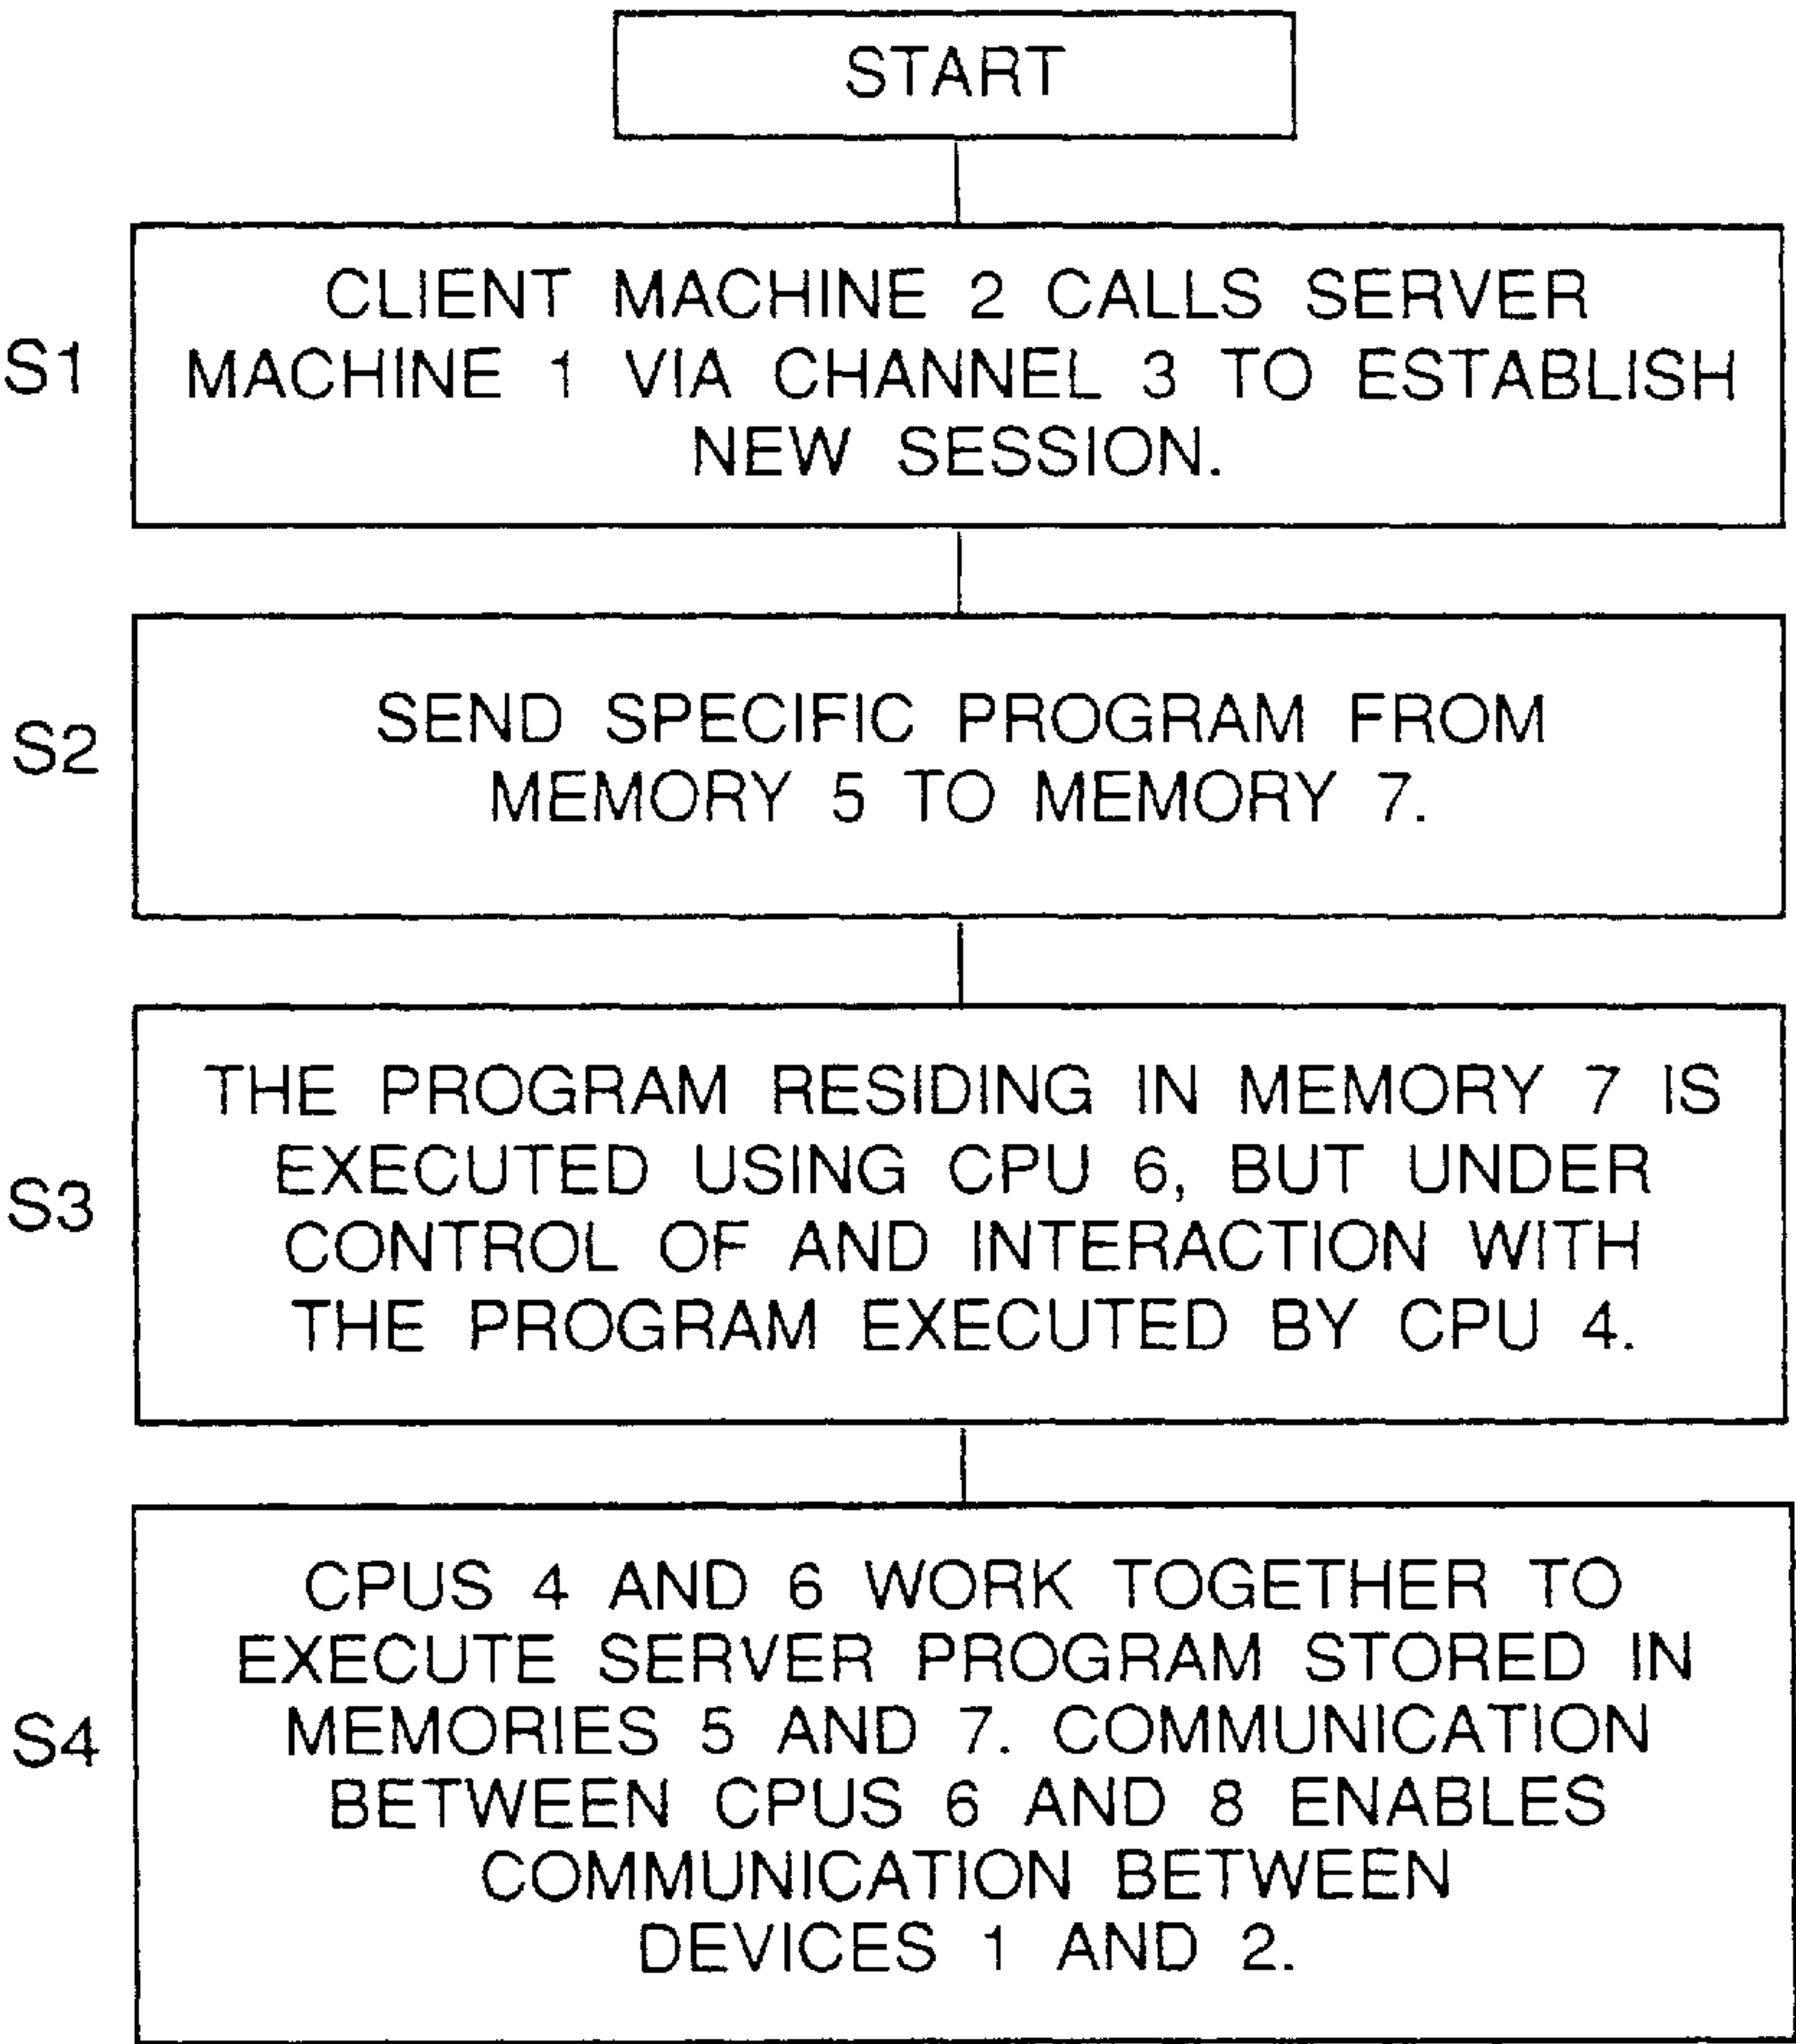 START
S1
CLIENT MACHINE 2 CALLS SERVER
MACHINE 1 VIA CHANNEL 3 TO ESTABLISH
NEW SESSION.
S2
SEND SPECIFIC PROGRAM FROM
MEMORY 5 TO MEMORY 7.
S3
THE PROGRAM RESIDING IN MEMORY 7 IS
EXECUTED USING CPU 6, BUT UNDER
CONTROL OF AND INTERACTION WITH
THE PROGRAM EXECUTED BY CPU 4.
S4
CPUS 4 AND 6 WORK TOGETHER TO
EXECUTE SERVER PROGRAM STORED IN
MEMORIES 5 AND 7. COMMUNICATION
BETWEEN CPUS 6 AND 8 ENABLES
COMMUNICATION BETWEEN
DEVICES 1 AND 2.